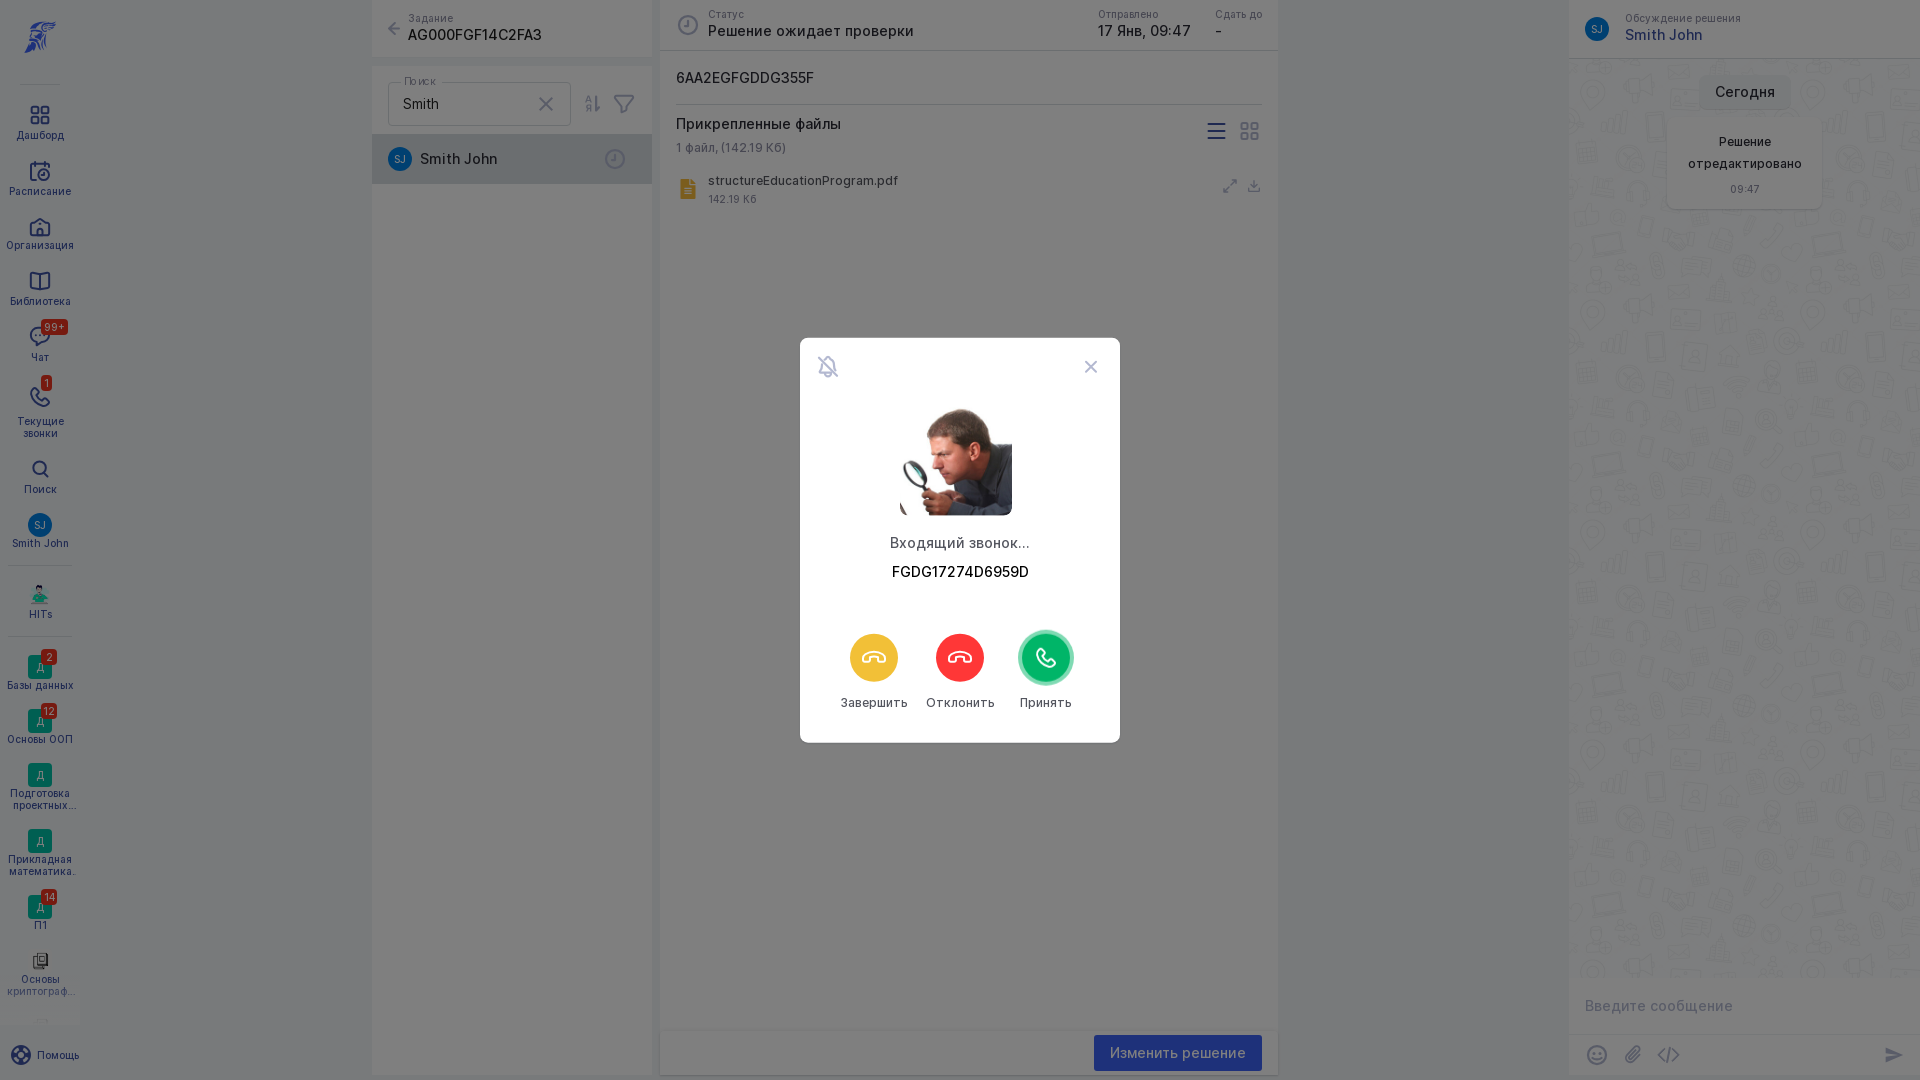 Дашборд
Расписание
Организация
Библиотека
99+
Чат
1
Текущие
звонки
Поиск
SJ
Smith John
HITs
2
Д
Базы данных
12
Д
Основы ООП
Д
Подготовка
проектных...
Д
Прикладная
математика.
14
Д
П1
Основы
криптограф...
Помощь
Задание
AG000FGF14C2FA3
Поиск
Smith
АЯ
SJ
Smith John
Статус
Решение ожидает проверки
Отправлено
17 Янв, 09:47
Сдать до
-
6AA2EGFGDDG355F
Прикрепленные файлы
1 файл, (142.19 Кб)
structureEducationProgram.pdf
142.19 Кб
Входящий звонок...
FGDG17274D6959D
Завершить
Отклонить
Принять
Изменить решение
SJ
Обсуждение решения
Smith John
Сегодня
Решение
отредактировано
09:47
Введите сообщение